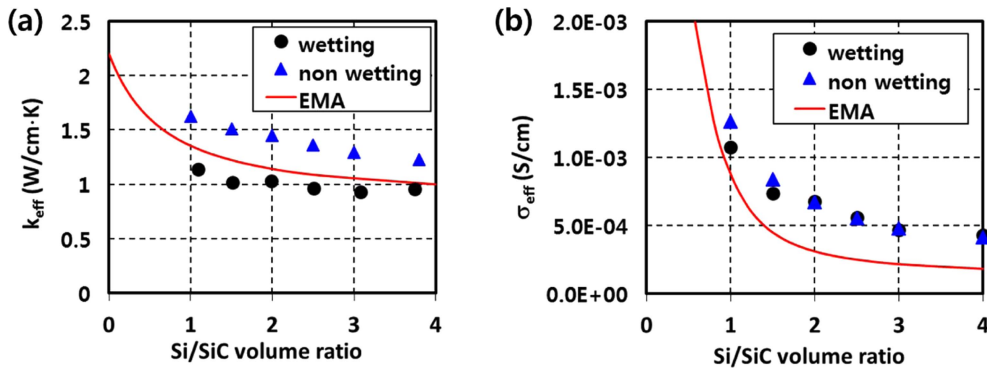 (a)
2.5
2
1.5
1
0.5
0
k_eff (W/cm·K)
wetting
non wetting
EMA
0 1 2 3 4
Si/SiC volume ratio
(b)
2.0E-03
1.5E-03
1.0E-03
5.0E-04
0.0E+00
σ_eff (S/cm)
wetting
non wetting
EMA
0 1 2 3 4
Si/SiC volume ratio